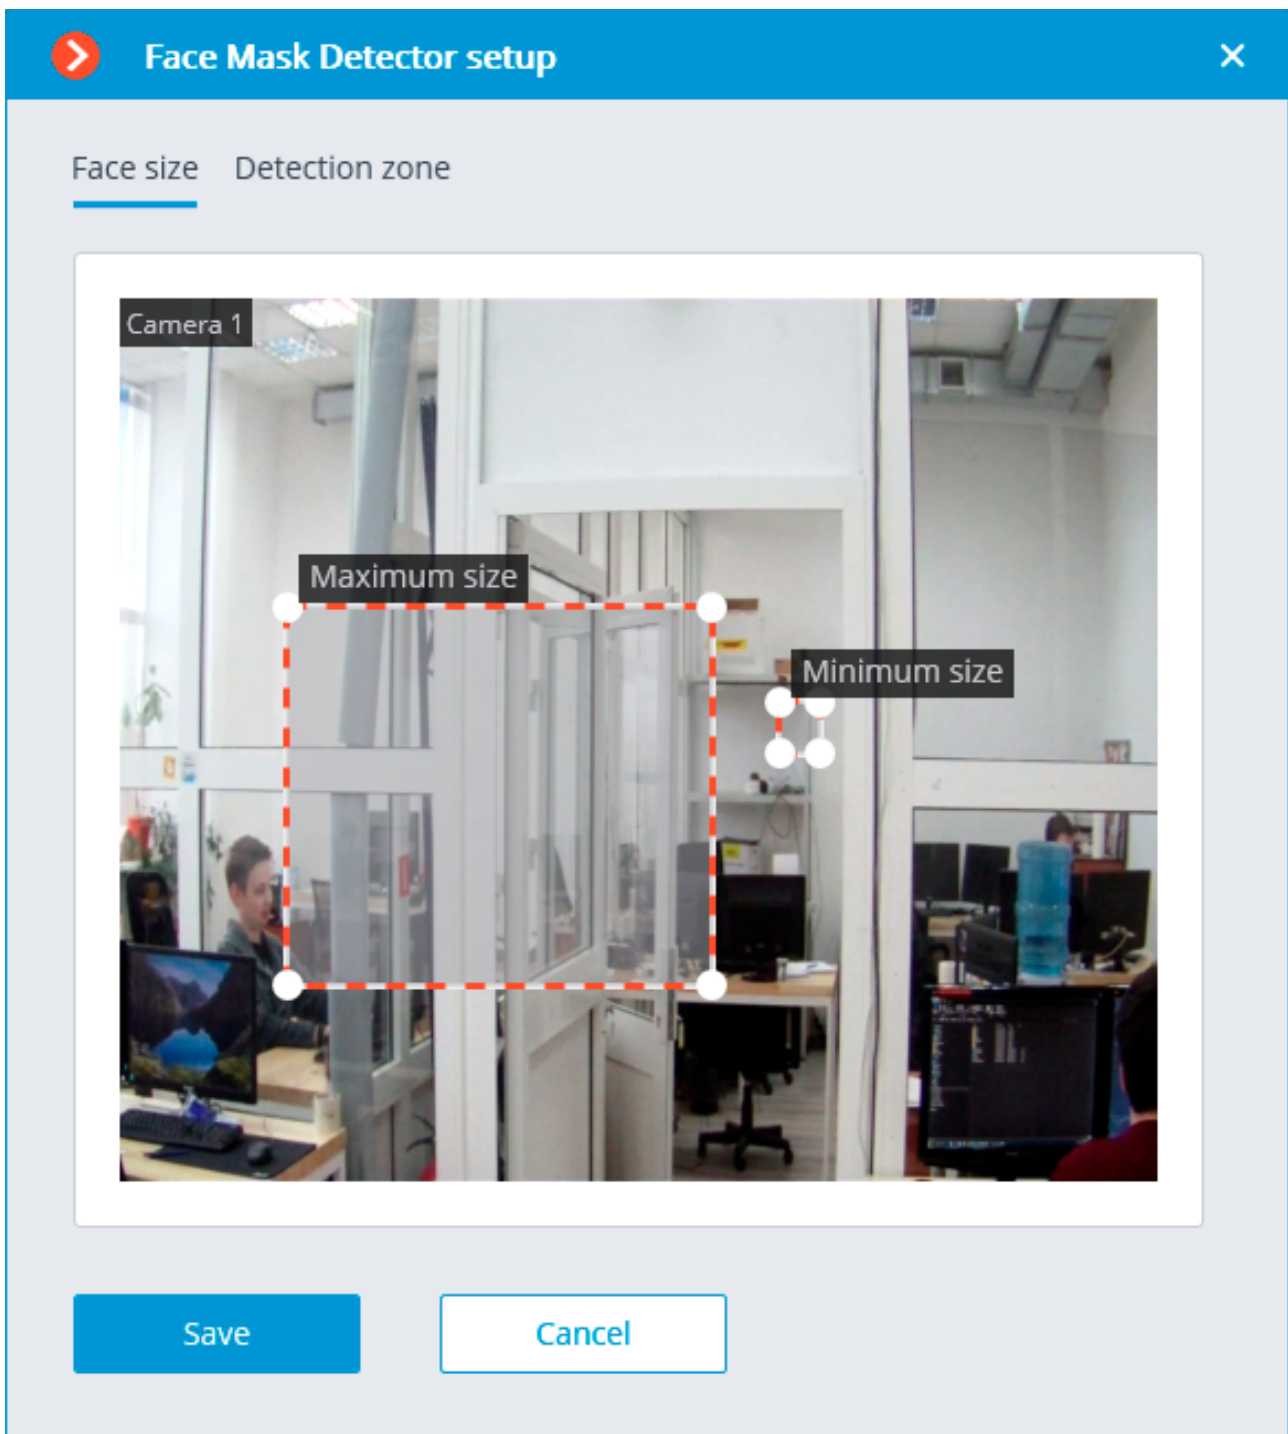 Face Mask Detector setup
Face size Detection zone
Camera 1
Maximum size
Minimum size
Save Cancel